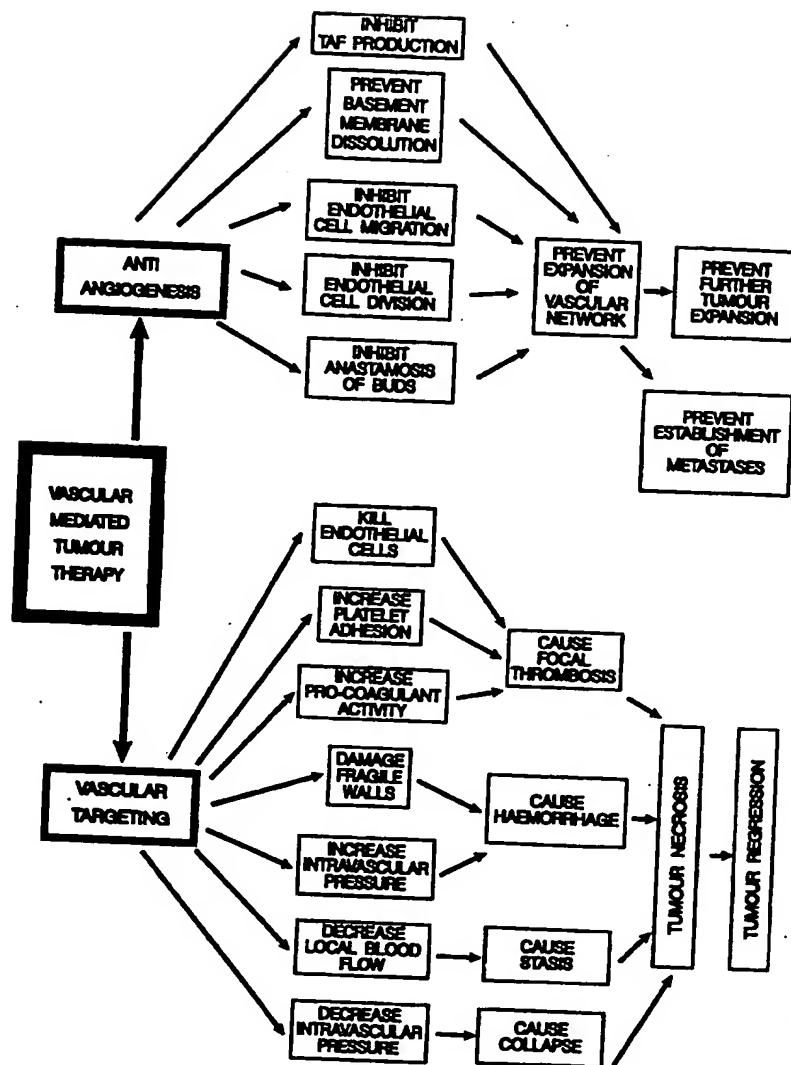 INHIBIT
TAF PRODUCTION
PREVENT
BASEMENT
MEMBRANE
DISSOLUTION
INHIBIT
ENDOTHELIAL
CELL MIGRATION
ANTI
ANGIOGENESIS
INHIBIT
ENDOTHELIAL
CELL DIVISION
INHIBIT
ANASTAMOSIS
OF BUDS
PREVENT
EXPANSION
OF
VASCULAR
NETWORK
PREVENT
FURTHER
TUMOUR
EXPANSION
PREVENT
ESTABLISHMENT
OF
METASTASES
VASCULAR
MEDIATED
TUMOUR
THERAPY
KILL
ENDOTHELIAL
CELLS
INCREASE
PLATELET
ADHESION
INCREASE
PRO-COAGULANT
ACTIVITY
CAUSE
FOCAL
THROMBOSIS
VASCULAR
TARGETING
DAMAGE
FRAGILE
WALLS
INCREASE
INTRAVASCULAR
PRESSURE
CAUSE
HAEMORRHAGE
DECREASE
LOCAL BLOOD
FLOW
CAUSE
STASIS
DECREASE
INTRAVASCULAR
PRESSURE
CAUSE
COLLAPSE
TUMOUR NECROSIS
TUMOUR REGRESSION